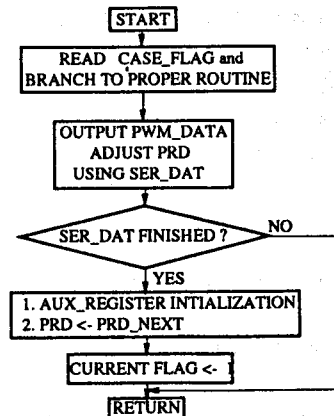 START
READ CASE_FLAG and
BRANCH TO PROPER ROUTINE
OUTPUT PWM_DATA
ADJUST PRD
USING SER_DAT
SER_DAT FINISHED ?
NO
YES
1. AUX_REGISTER INTIALIZATION
2. PRD <- PRD_NEXT
CURRENT FLAG <- 1
RETURN